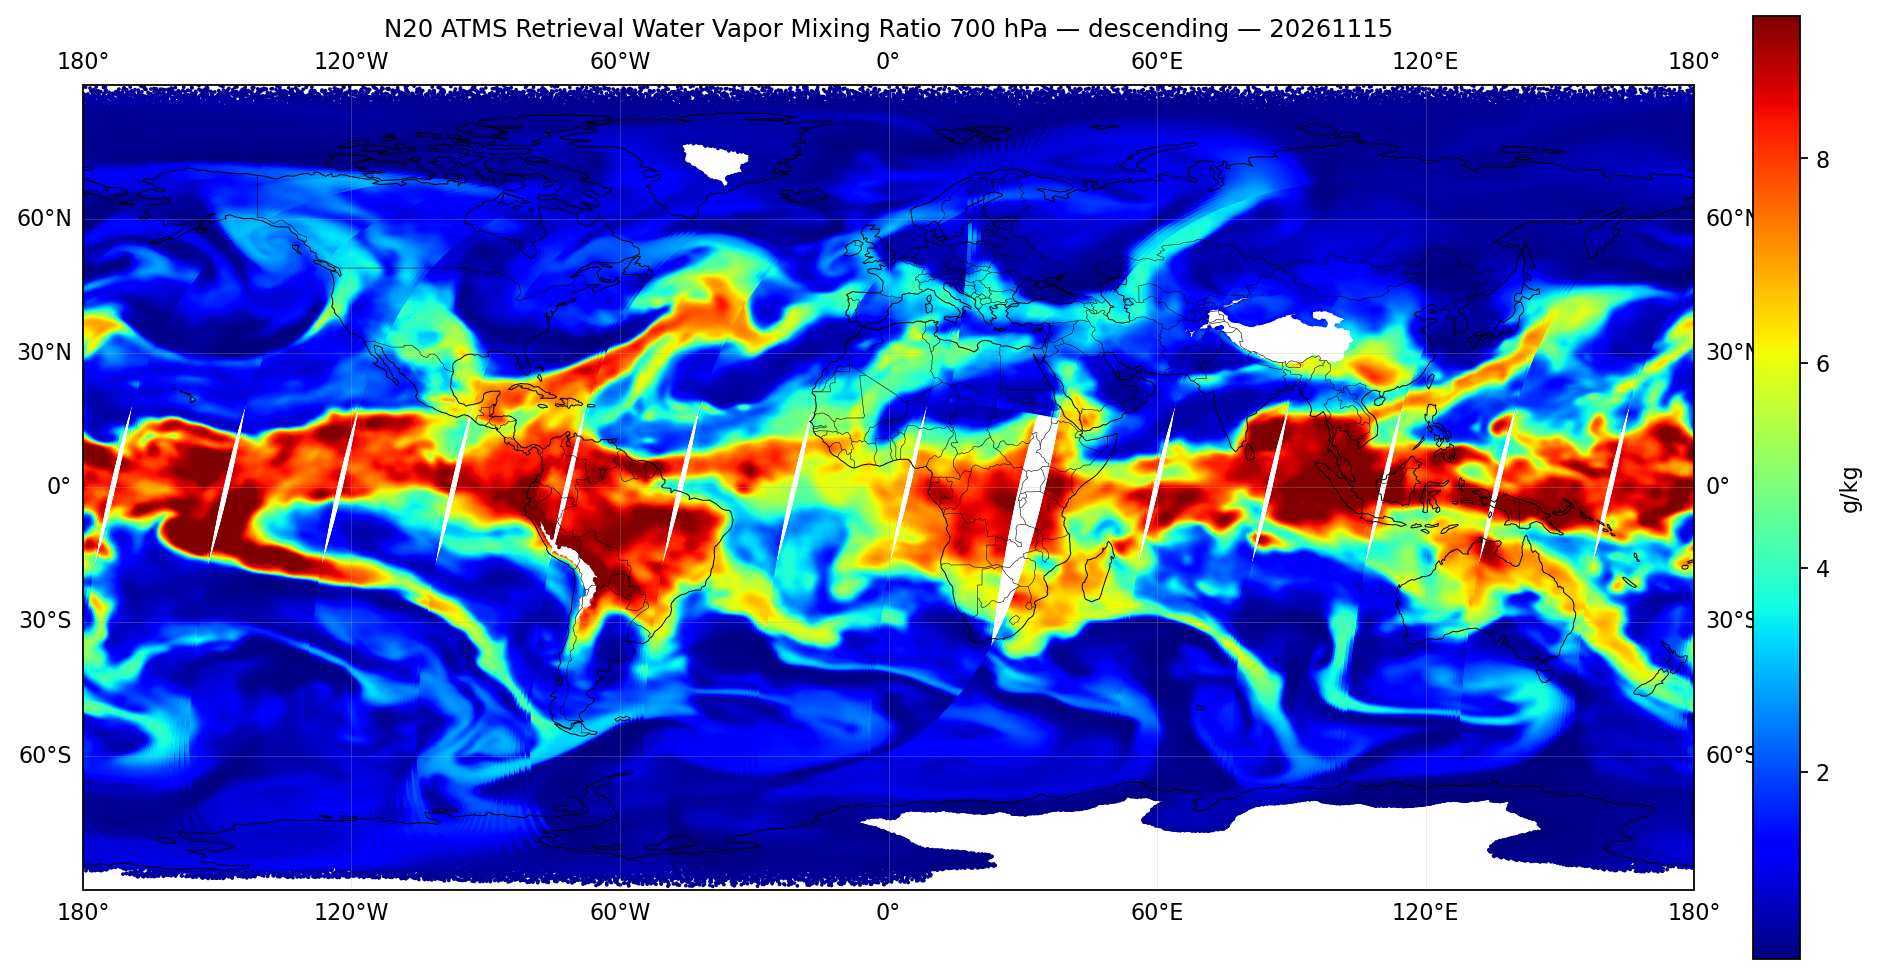 N20 ATMS Retrieval Water Vapor Mixing Ratio 700 hPa — descending — 20261115
180° 120°W 60°W 0° 60°E 120°E 180°
60°N 60°N
30°N 30°N
0° 0°
30°S 30°S
60°S 60°S
180° 120°W 60°W 0° 60°E 120°E 180°
8
6
4
2
g/kg